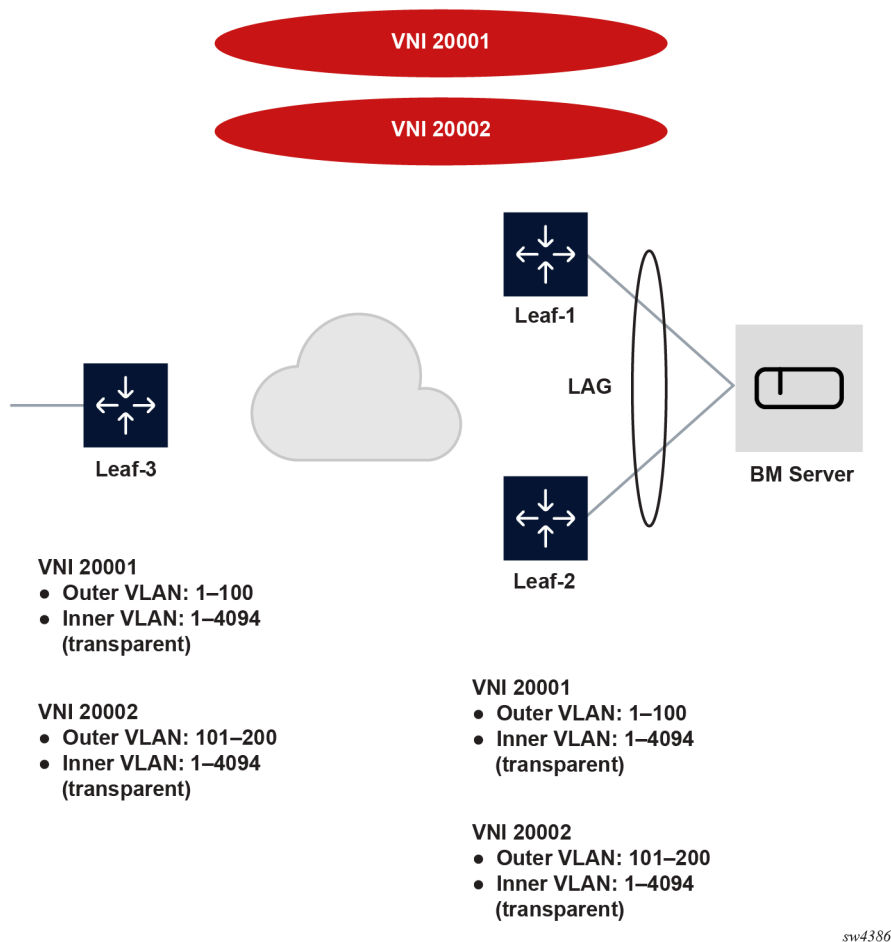 VNI 20001
VNI 20002
Leaf-1
LAG
BM Server
Leaf-3
Leaf-2
VNI 20001
● Outer VLAN: 1–100
● Inner VLAN: 1–4094
(transparent)
VNI 20002
● Outer VLAN: 101–200
● Inner VLAN: 1–4094
(transparent)
VNI 20001
● Outer VLAN: 1–100
● Inner VLAN: 1–4094
(transparent)
VNI 20002
● Outer VLAN: 101–200
● Inner VLAN: 1–4094
(transparent)
sw4386